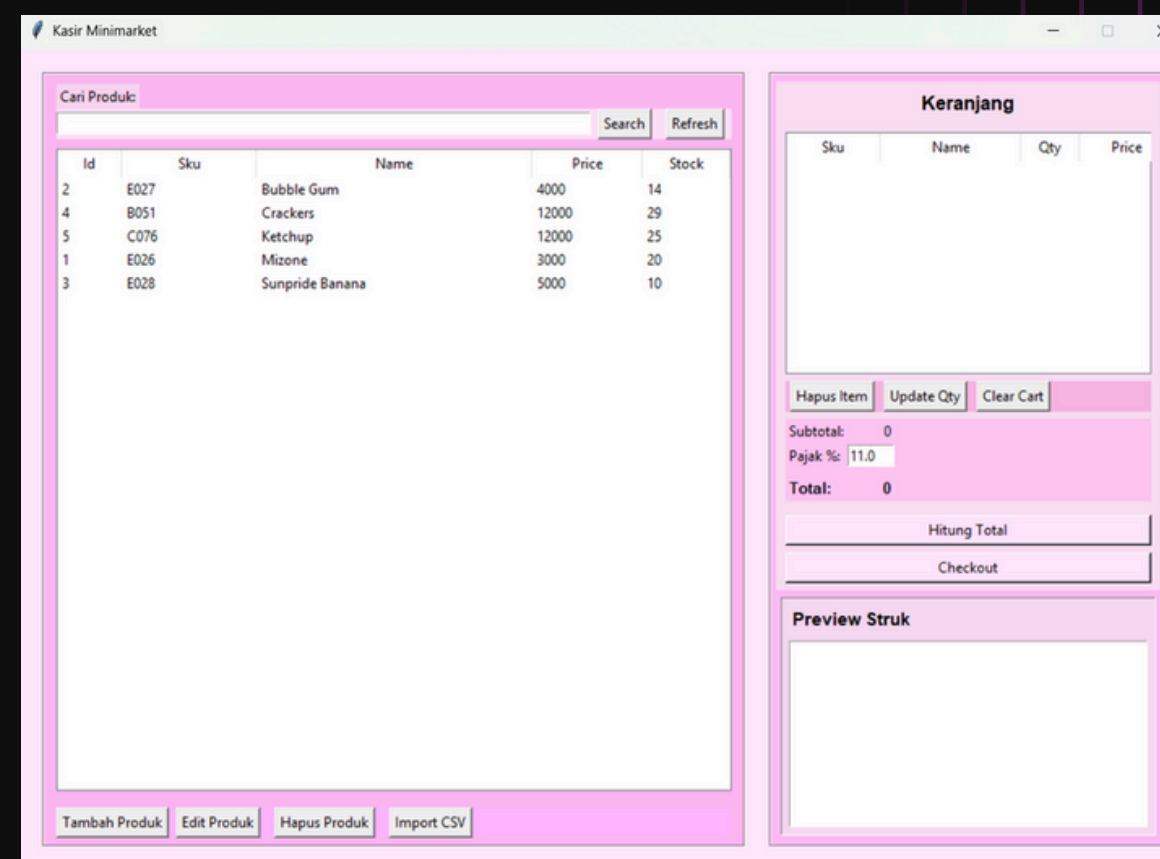 Kasir Minimarket
Cari Produk:
Search Refresh
Id Sku Name Price Stock
2 E027 Bubble Gum 4000 14
4 B051 Crackers 12000 29
5 C076 Ketchup 12000 25
1 E026 Mizone 3000 20
3 E028 Sunpride Banana 5000 10
Tambah Produk Edit Produk Hapus Produk Import CSV
Keranjang
Sku Name Qty Price
Hapus Item Update Qty Clear Cart
Subtotal: 0
Pajak %: 11.0
Total: 0
Hitung Total
Checkout
Preview Struk